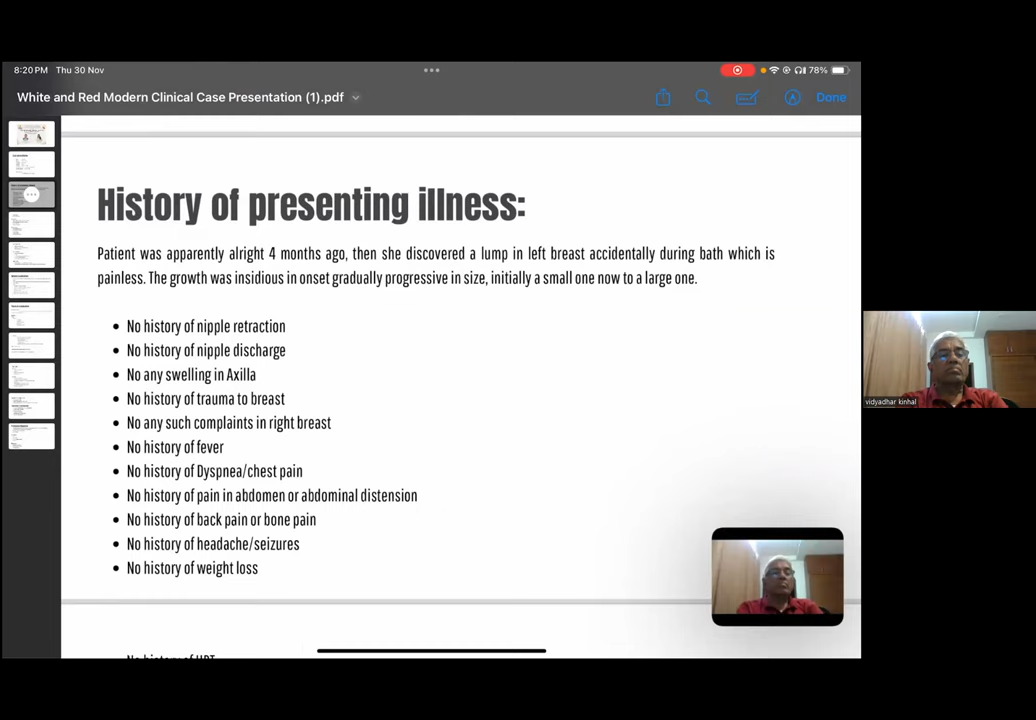 8:20 PM Thu 30 Nov
78%
White and Red Modern Clinical Case Presentation (1).pdf
Done
History of presenting illness:
Patient was apparently alright 4 months ago, then she discovered a lump in left breast accidentally during bath which is
painless. The growth was insidious in onset gradually progressive in size, initially a small one now to a large one.
• No history of nipple retraction
• No history of nipple discharge
• No any swelling in Axilla
• No history of trauma to breast
• No any such complaints in right breast
• No history of fever
• No history of Dyspnea/chest pain
• No history of pain in abdomen or abdominal distension
• No history of back pain or bone pain
• No history of headache/seizures
• No history of weight loss
No history of
vidyadhar kinhal